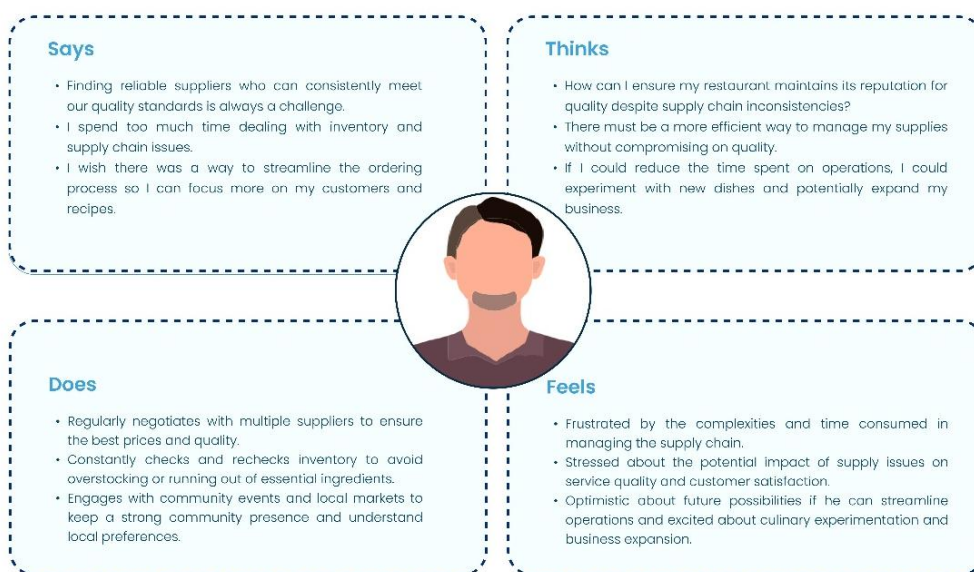 Says
• Finding reliable suppliers who can consistently meet
our quality standards is always a challenge.
• I spend too much time dealing with inventory and
supply chain issues.
• I wish there was a way to streamline the ordering
process so I can focus more on my customers and
recipes.
Thinks
• How can I ensure my restaurant maintains its reputation for
quality despite supply chain inconsistencies?
• There must be a more efficient way to manage my supplies
without compromising on quality.
• If I could reduce the time spent on operations, I could
experiment with new dishes and potentially expand my
business.
Does
• Regularly negotiates with multiple suppliers to ensure
the best prices and quality.
• Constantly checks and rechecks inventory to avoid
overstocking or running out of essential ingredients.
• Engages with community events and local markets to
keep a strong community presence and understand
local preferences.
Feels
• Frustrated by the complexities and time consumed in
managing the supply chain.
• Stressed about the potential impact of supply issues on
service quality and customer satisfaction.
• Optimistic about future possibilities if he can streamline
operations and excited about culinary experimentation and
business expansion.